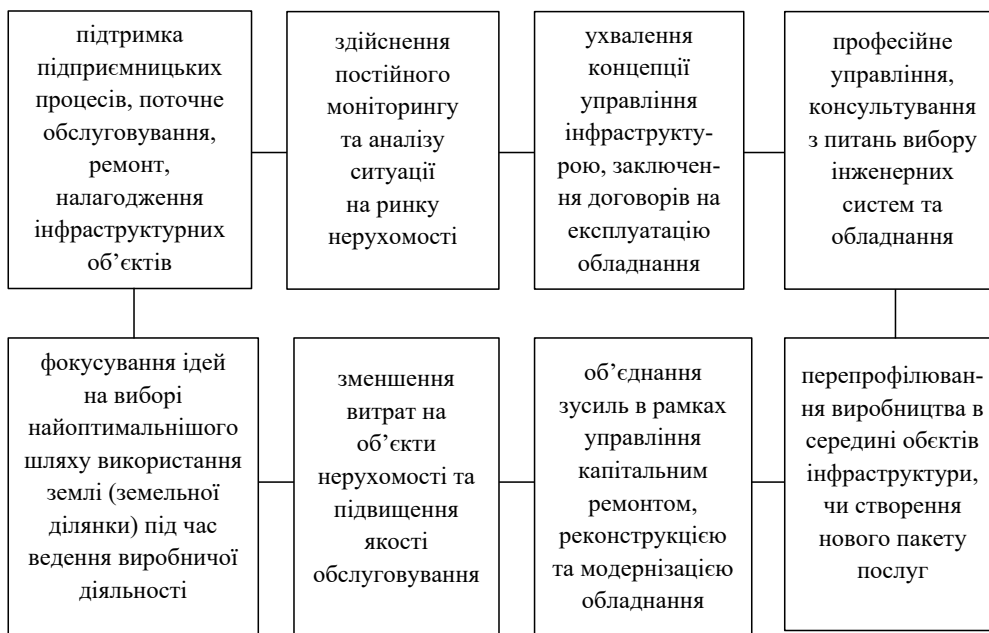 підтримка
підприємницьких
процесів, поточне
обслуговування,
ремонт,
налагодження
інфраструктурних
об’єктів
здійснення
постійного
моніторингу
та аналізу
ситуації
на ринку
нерухомості
ухвалення
концепції
управління
інфраструкту-
рою, заключен-
ня договорів на
експлуатацію
обладнання
професійне
управління,
консультування
з питань вибору
інженерних
систем та
обладнання
фокусування ідей
на виборі
найоптимальнішого
шляху використання
землі (земельної
ділянки) під час
ведення виробничої
діяльності
зменшення
витрат на
об’єкти
нерухомості та
підвищення
якості
обслуговування
об’єднання
зусиль в рамках
управління
капітальним
ремонтом,
реконструкцією
та модернізацією
обладнання
перепрофілюван-
ня виробництва в
середині обєктів
інфраструктури,
чи створення
нового пакету
послуг